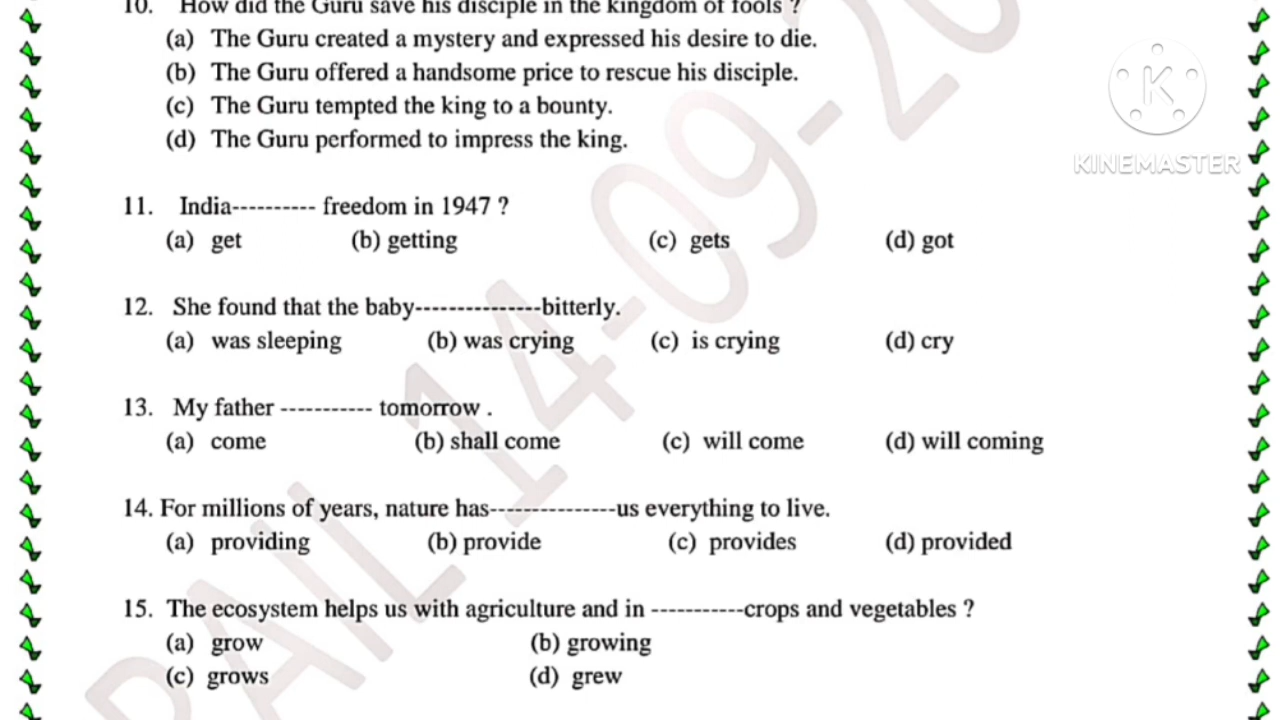 10. How did the Guru save his disciple in the kingdom of fools ?
(a) The Guru created a mystery and expressed his desire to die.
(b) The Guru offered a handsome price to rescue his disciple.
(c) The Guru tempted the king to a bounty.
(d) The Guru performed to impress the king.
K
KINEMASTER
11. India---------- freedom in 1947 ?
(a) get (b) getting (c) gets (d) got
12. She found that the baby---------------bitterly.
(a) was sleeping (b) was crying (c) is crying (d) cry
13. My father ----------- tomorrow .
(a) come (b) shall come (c) will come (d) will coming
14. For millions of years, nature has---------------us everything to live.
(a) providing (b) provide (c) provides (d) provided
15. The ecosystem helps us with agriculture and in -----------crops and vegetables ?
(a) grow (b) growing
(c) grows (d) grew
14-09-20